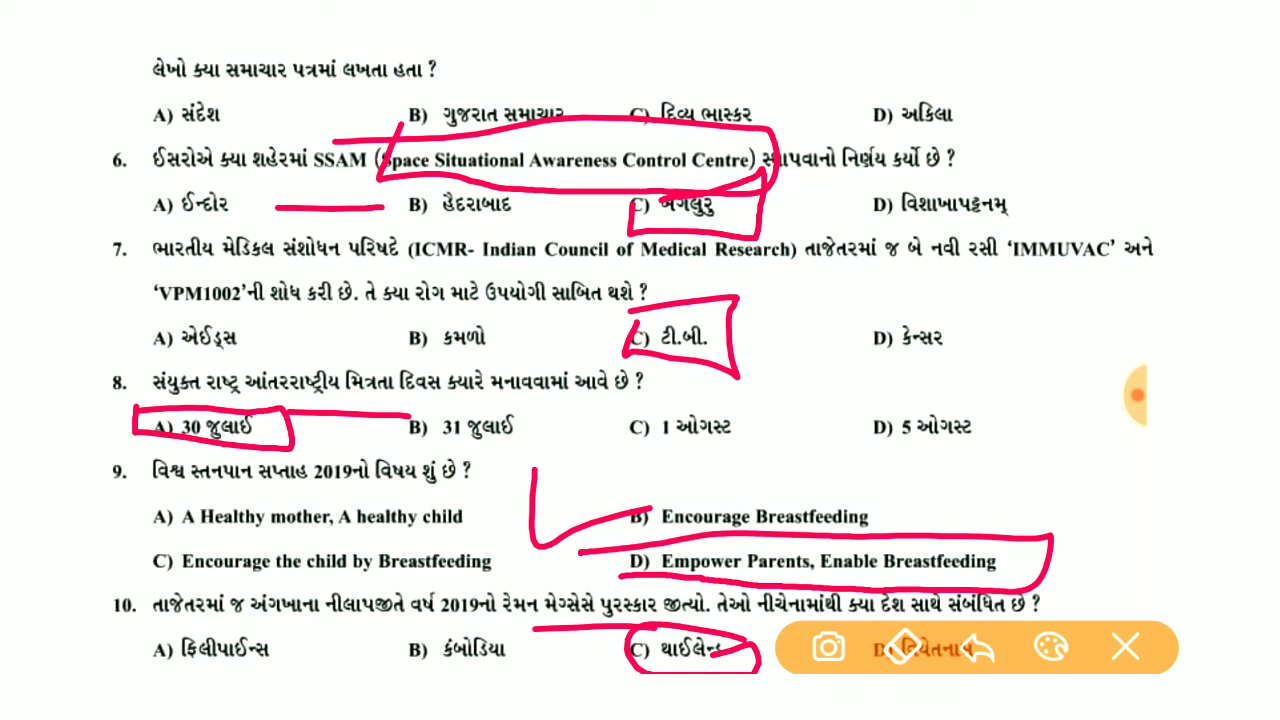 લેખો ક્યા સમાચાર પત્રમાં લખતા હતા ?
A) સંદેશ B) ગુજરાત સમાચાર C) દિવ્ય ભાસ્કર D) અકિલા
6. ઈસરોએ ક્યા શહેરમાં SSAM (Space Situational Awareness Control Centre) સ્થાપવાનો નિર્ણય કર્યો છે ?
A) ઈન્દોર B) હૈદરાબાદ C) બેંગલુરુ D) વિશાખાપટ્ટનમ્
7. ભારતીય મેડિકલ સંશોધન પરિષદે (ICMR- Indian Council of Medical Research) તાજેતરમાં જ બે નવી રસી ‘IMMUVAC’ અને
‘VPM1002’ની શોધ કરી છે. તે ક્યા રોગ માટે ઉપયોગી સાબિત થશે ?
A) એઈડ્સ B) કમળો C) ટી.બી. D) કેન્સર
8. સંયુક્ત રાષ્ટ્ર આંતરરાષ્ટ્રીય મિત્રતા દિવસ ક્યારે મનાવવામાં આવે છે ?
A) 30 જુલાઈ B) 31 જુલાઈ C) 1 ઓગસ્ટ D) 5 ઓગસ્ટ
9. વિશ્વ સ્તનપાન સપ્તાહ 2019નો વિષય શું છે ?
A) A Healthy mother, A healthy child B) Encourage Breastfeeding
C) Encourage the child by Breastfeeding D) Empower Parents, Enable Breastfeeding
10. તાજેતરમાં જ અંગખાના નીલાપજીતે વર્ષ 2019નો રેમન મેગ્સેસે પુરસ્કાર જીત્યો. તેઓ નીચેનામાંથી ક્યા દેશ સાથે સંબંધિત છે ?
A) ફિલીપાઈન્સ B) કંબોડિયા C) થાઈલેન્ડ D) વિયેતનામ